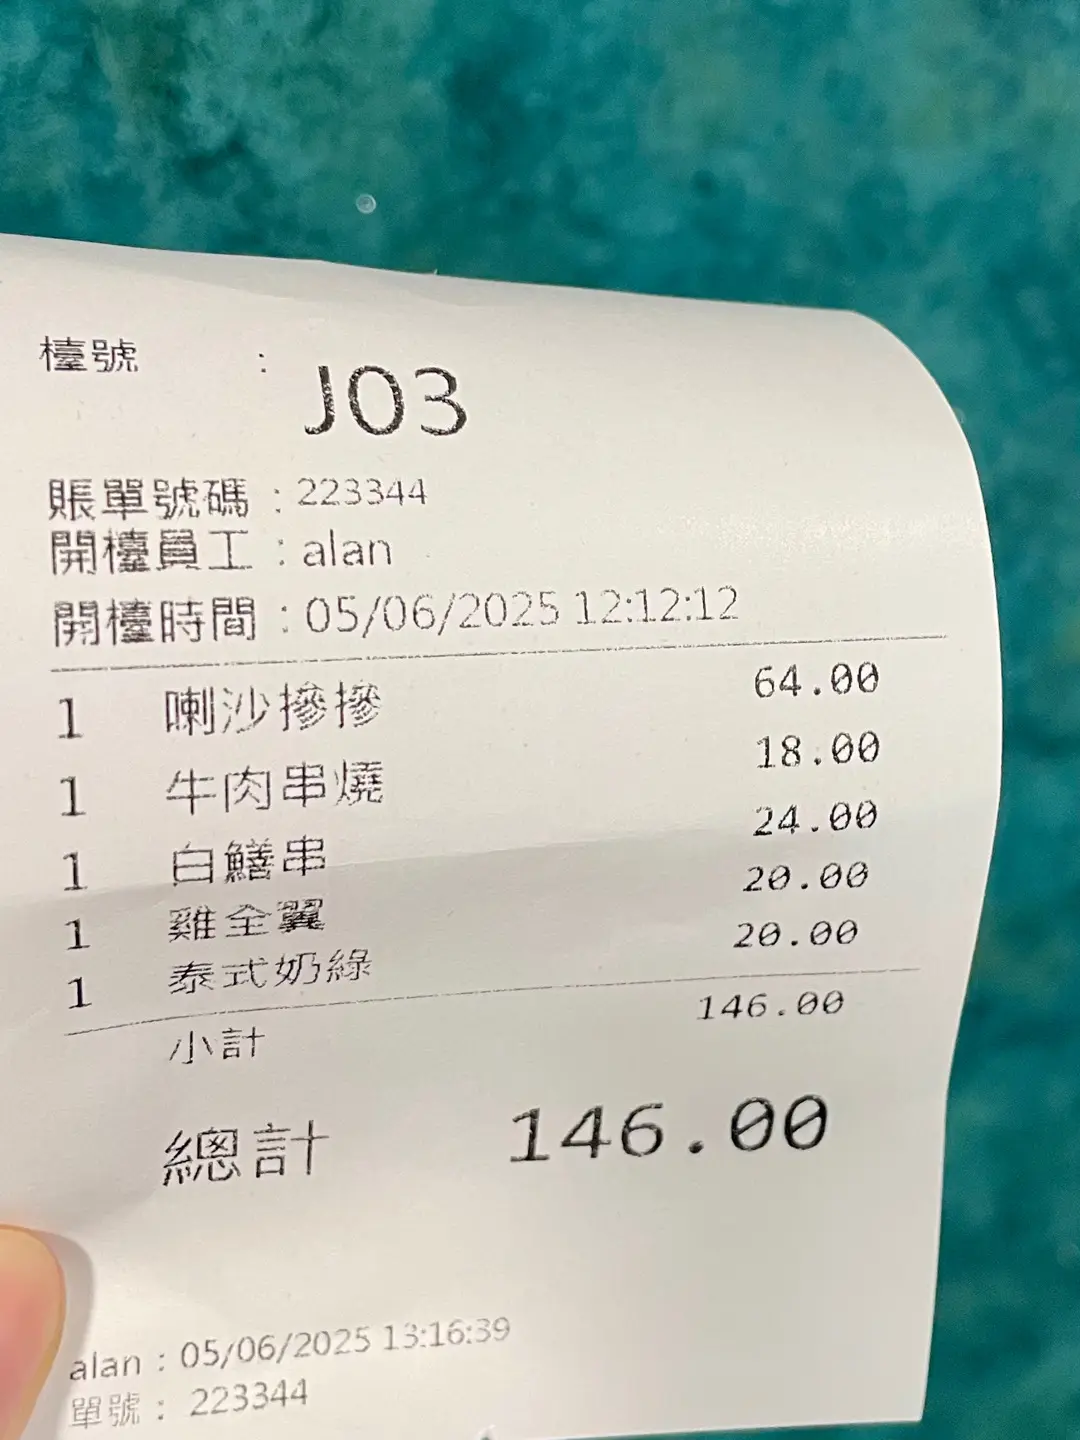 檯號 : J03
賬單號碼 : 223344
開檯員工 : alan
開檯時間 : 05/06/2025 12:12:12
1 喇沙摻摻 64.00
1 牛肉串燒 18.00
1 白鱔串 24.00
1 雞全翼 20.00
1 泰式奶綠 20.00
小計 146.00
總計 146.00
alan : 05/06/2025 13:16:39
單號 : 223344